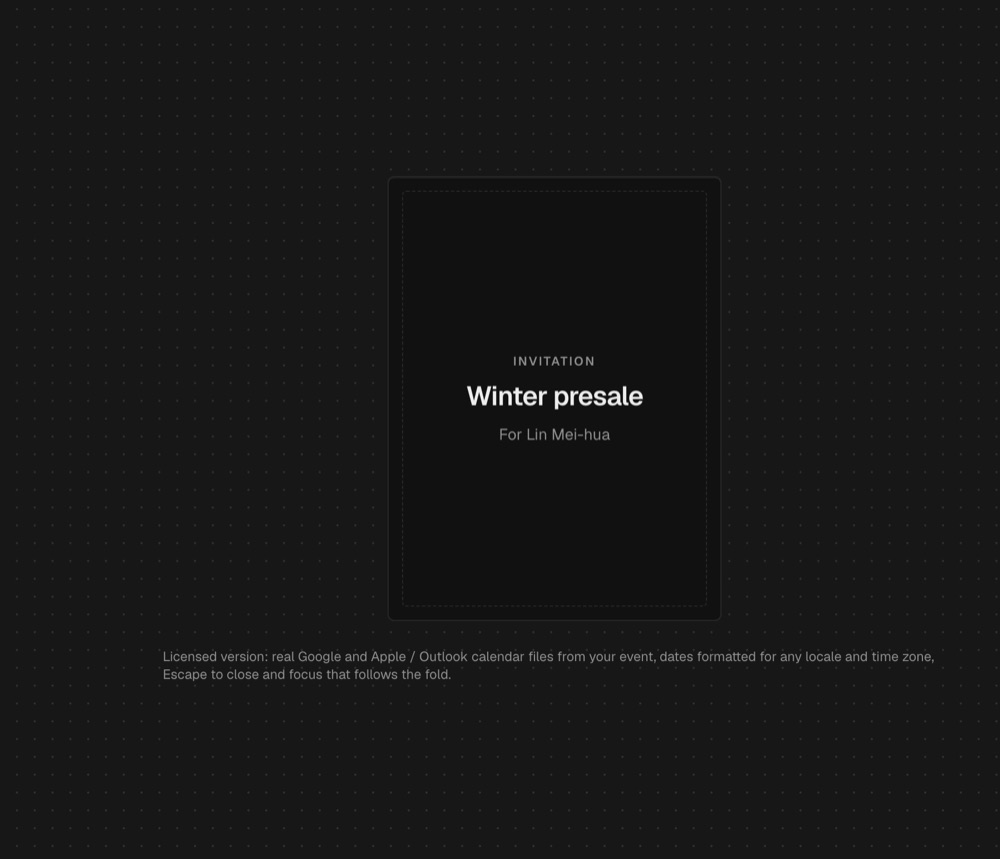 INVITATION
Winter presale
For Lin Mei-hua
Licensed version: real Google and Apple / Outlook calendar files from your event, dates formatted for any locale and time zone,
Escape to close and focus that follows the fold.